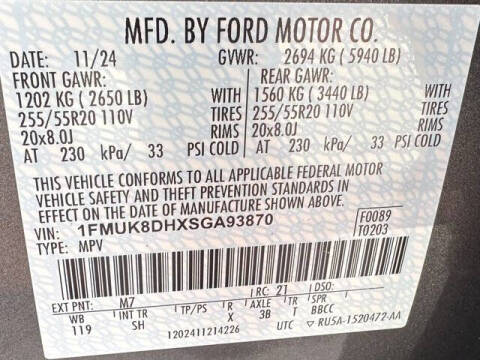 MFD. BY FORD MOTOR CO.
DATE: 11/24 GVWR: 2694 KG ( 5940 LB)
FRONT GAWR: REAR GAWR:
1202 KG ( 2650 LB) WITH 1560 KG ( 3440 LB) WITH
255/55R20 110V TIRES 255/55R20 110V TIRES
20x8.0J RIMS 20x8.0J RIMS
AT 230 kPa/ 33 PSI COLD AT 230 kPa/ 33 PSI COLD
THIS VEHICLE CONFORMS TO ALL APPLICABLE FEDERAL MOTOR
VEHICLE SAFETY AND THEFT PREVENTION STANDARDS IN
EFFECT ON THE DATE OF MANUFACTURE SHOWN ABOVE.
VIN: 1FMUK8DHXSGA93870 F0089
TYPE: MPV T0203
EXT PNT: M7 RC: 21 DSO:
WB TP/PS R AXLE TR SPR
119 SH X 3B T BBCC
1202411214226 UTC ▽ RU5A-1520472-AA